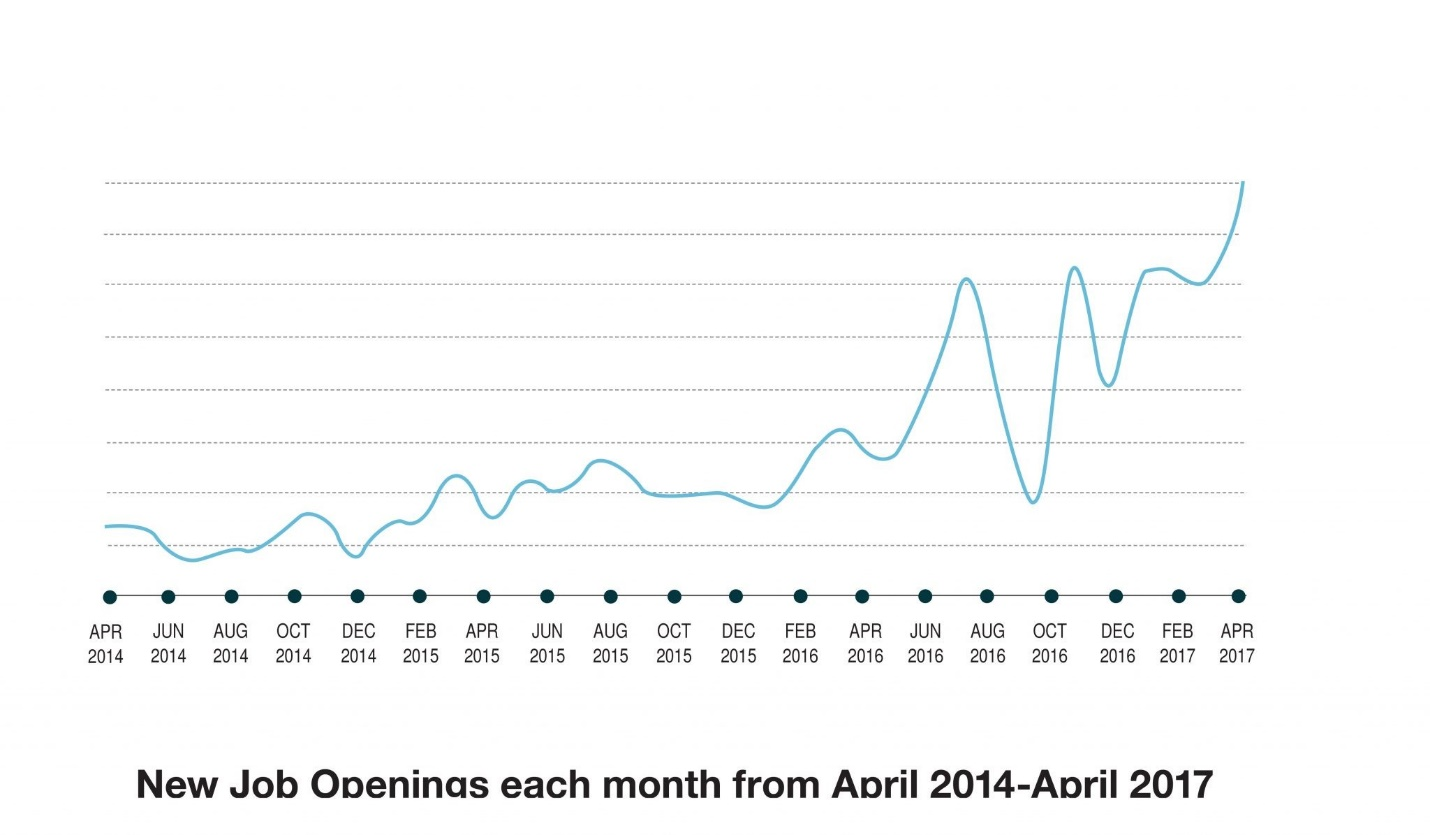 APR JUN AUG OCT DEC FEB APR JUN AUG OCT DEC FEB APR JUN AUG OCT DEC FEB APR
2014 2014 2014 2014 2014 2015 2015 2015 2015 2015 2015 2016 2016 2016 2016 2016 2016 2017 2017
New Job Openings each month from April 2014-April 2017